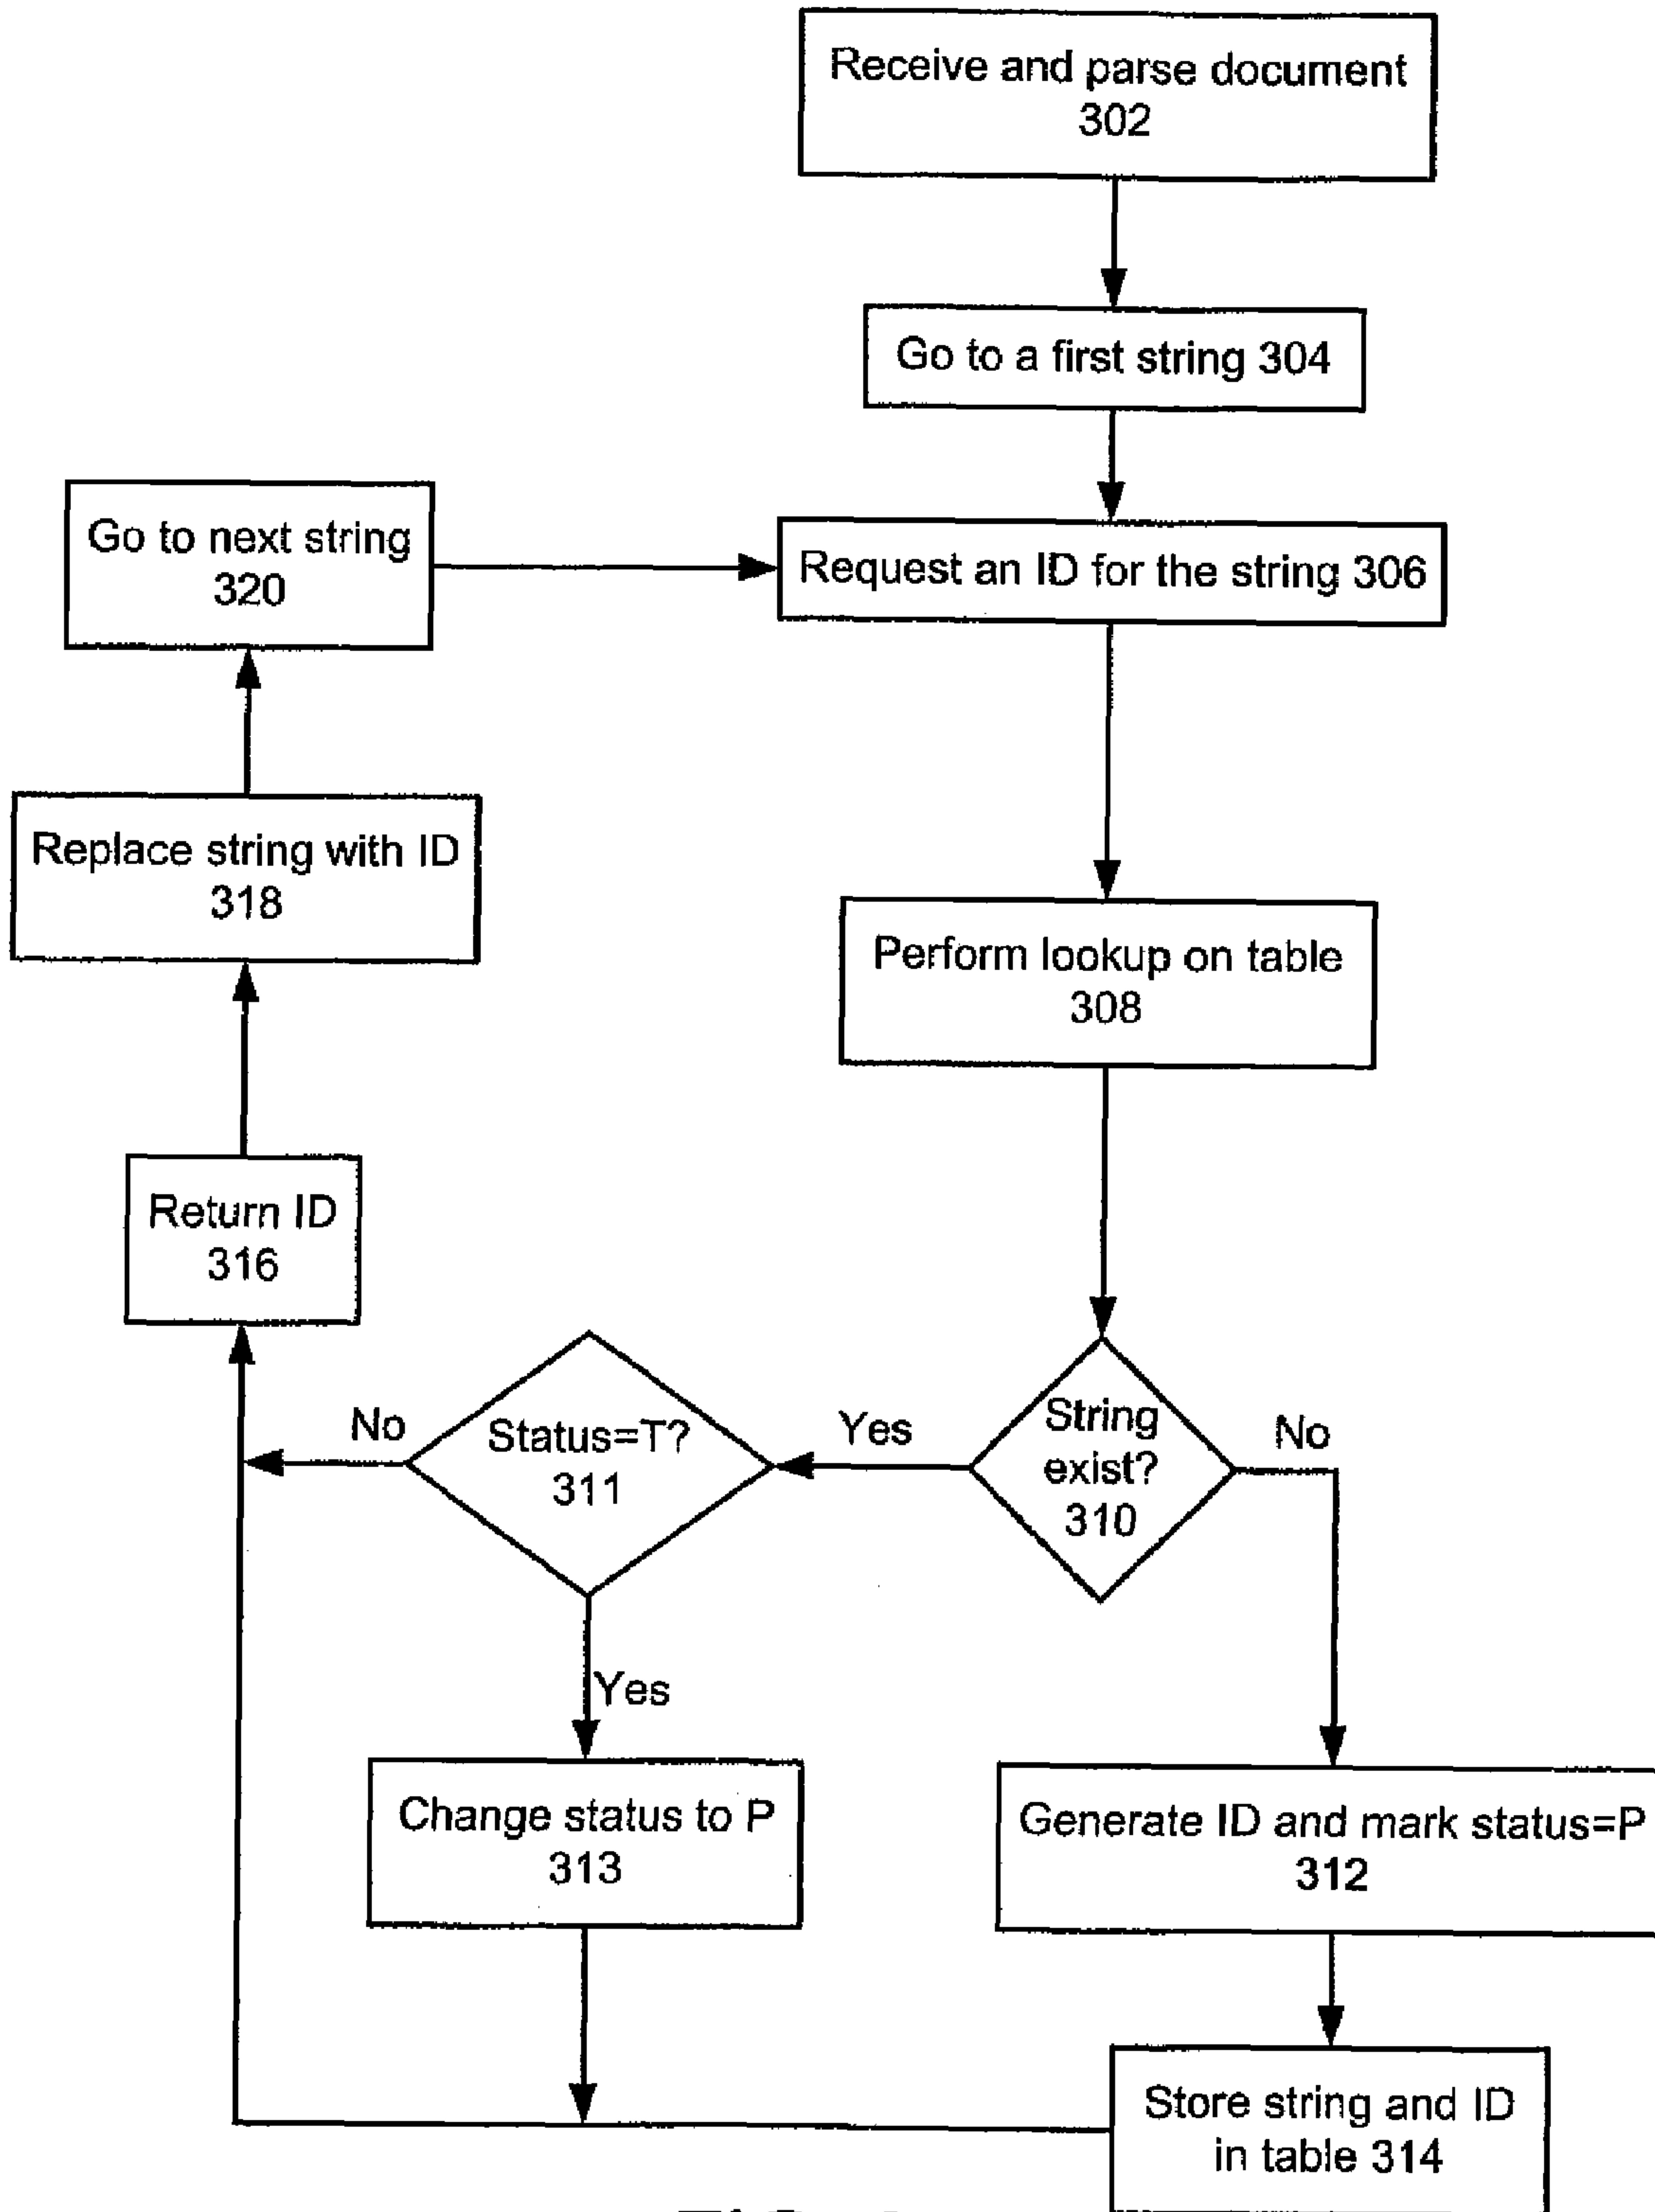 Receive and parse document
302
Go to a first string 304
Go to next string
320
Request an ID for the string 306
Replace string with ID
318
Perform lookup on table
308
Return ID
316
No
Status=T?
311
Yes
String
exist?
310
No
Yes
Change status to P
313
Generate ID and mark status=P
312
Store string and ID
in table 314